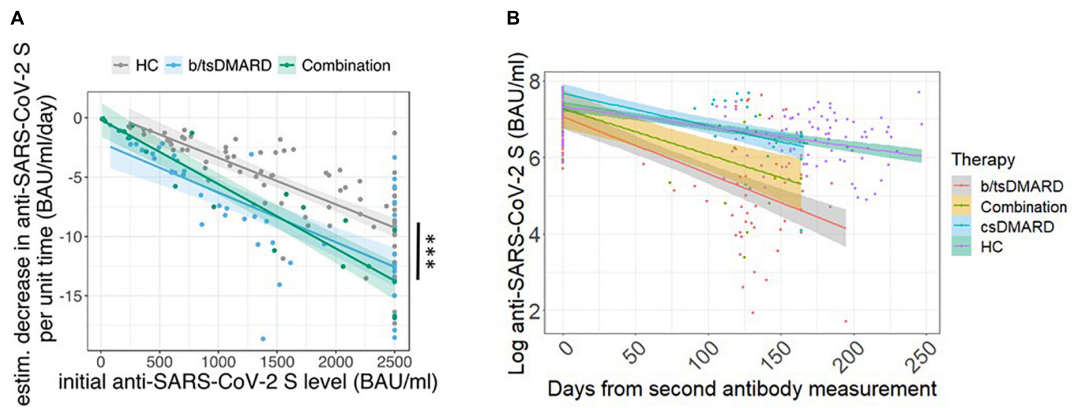 A
HC b/tsDMARD Combination
estim. decrease in anti-SARS-CoV-2 S
per unit time (BAU/ml/day)
0
-5
-10
-15
***
0 500 1000 1500 2000 2500
initial anti-SARS-CoV-2 S level (BAU/ml)
B
Log anti-SARS-CoV-2 S (BAU/ml)
8
6
4
2
0 50 100 150 200 250
Days from second antibody measurement
Therapy
b/tsDMARD
Combination
csDMARD
HC